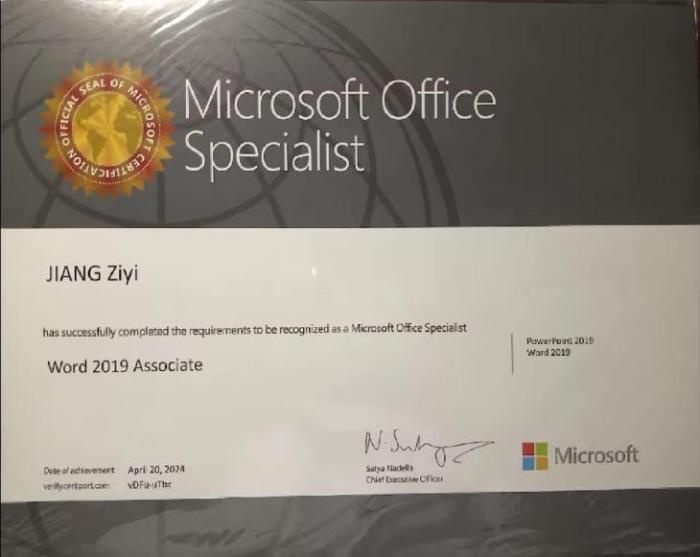 OFFICIAL SEAL OF MICROSOFT CERTIFICATION
Microsoft Office
Specialist
JIANG Ziyi
has successfully completed the requirements to be recognized as a Microsoft Office Specialist
Word 2019 Associate
PowerPoint 2019
Word 2019
Date of achievement April 20, 2024
verify.certiport.com
Satya Nadella
Chief Executive Officer
Microsoft